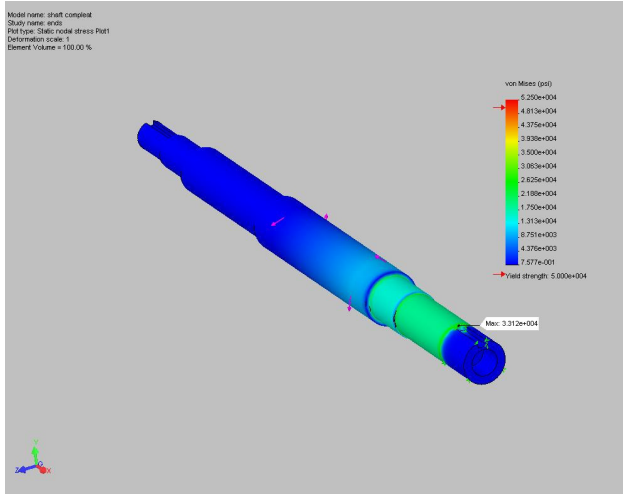 Model name: shaft compleat
Study name: ends
Plot type: Static nodal stress Plot1
Deformation scale: 1
Element Volume = 100.00 %
von Mises (psi)
5.250e+004
4.813e+004
4.375e+004
3.938e+004
3.500e+004
3.063e+004
2.625e+004
2.188e+004
1.750e+004
1.313e+004
8.751e+003
4.376e+003
7.577e-001
Yield strength: 5.000e+004
Max: 3.312e+004
Y
Z
X